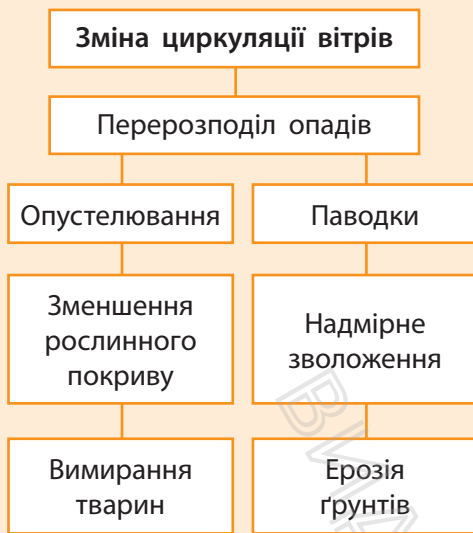 Зміна циркуляції вітрів
Перерозподіл опадів
Опустелювання
Паводки
Зменшення
рослинного
покриву
Надмірне
зволоження
Вимирання
тварин
Ерозія
ґрунтів